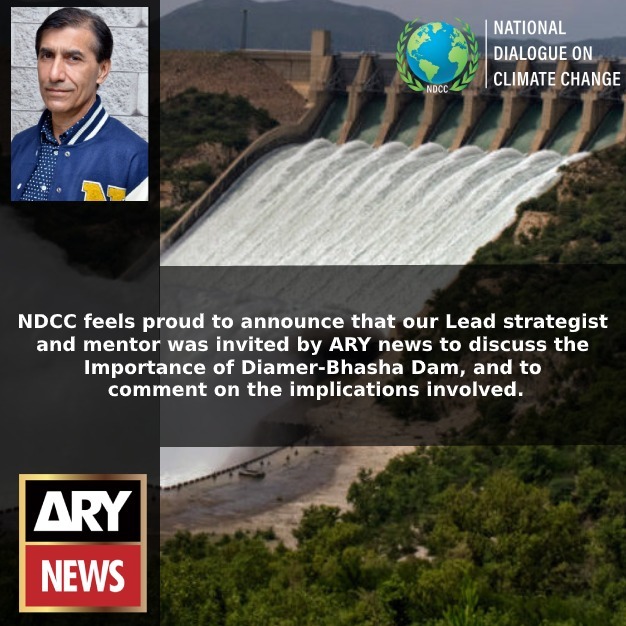 NATIONAL
DIALOGUE ON
CLIMATE CHANGE
NDCC
NDCC feels proud to announce that our Lead strategist
and mentor was invited by ARY news to discuss the
Importance of Diamer-Bhasha Dam, and to
comment on the implications involved.
ARY
NEWS